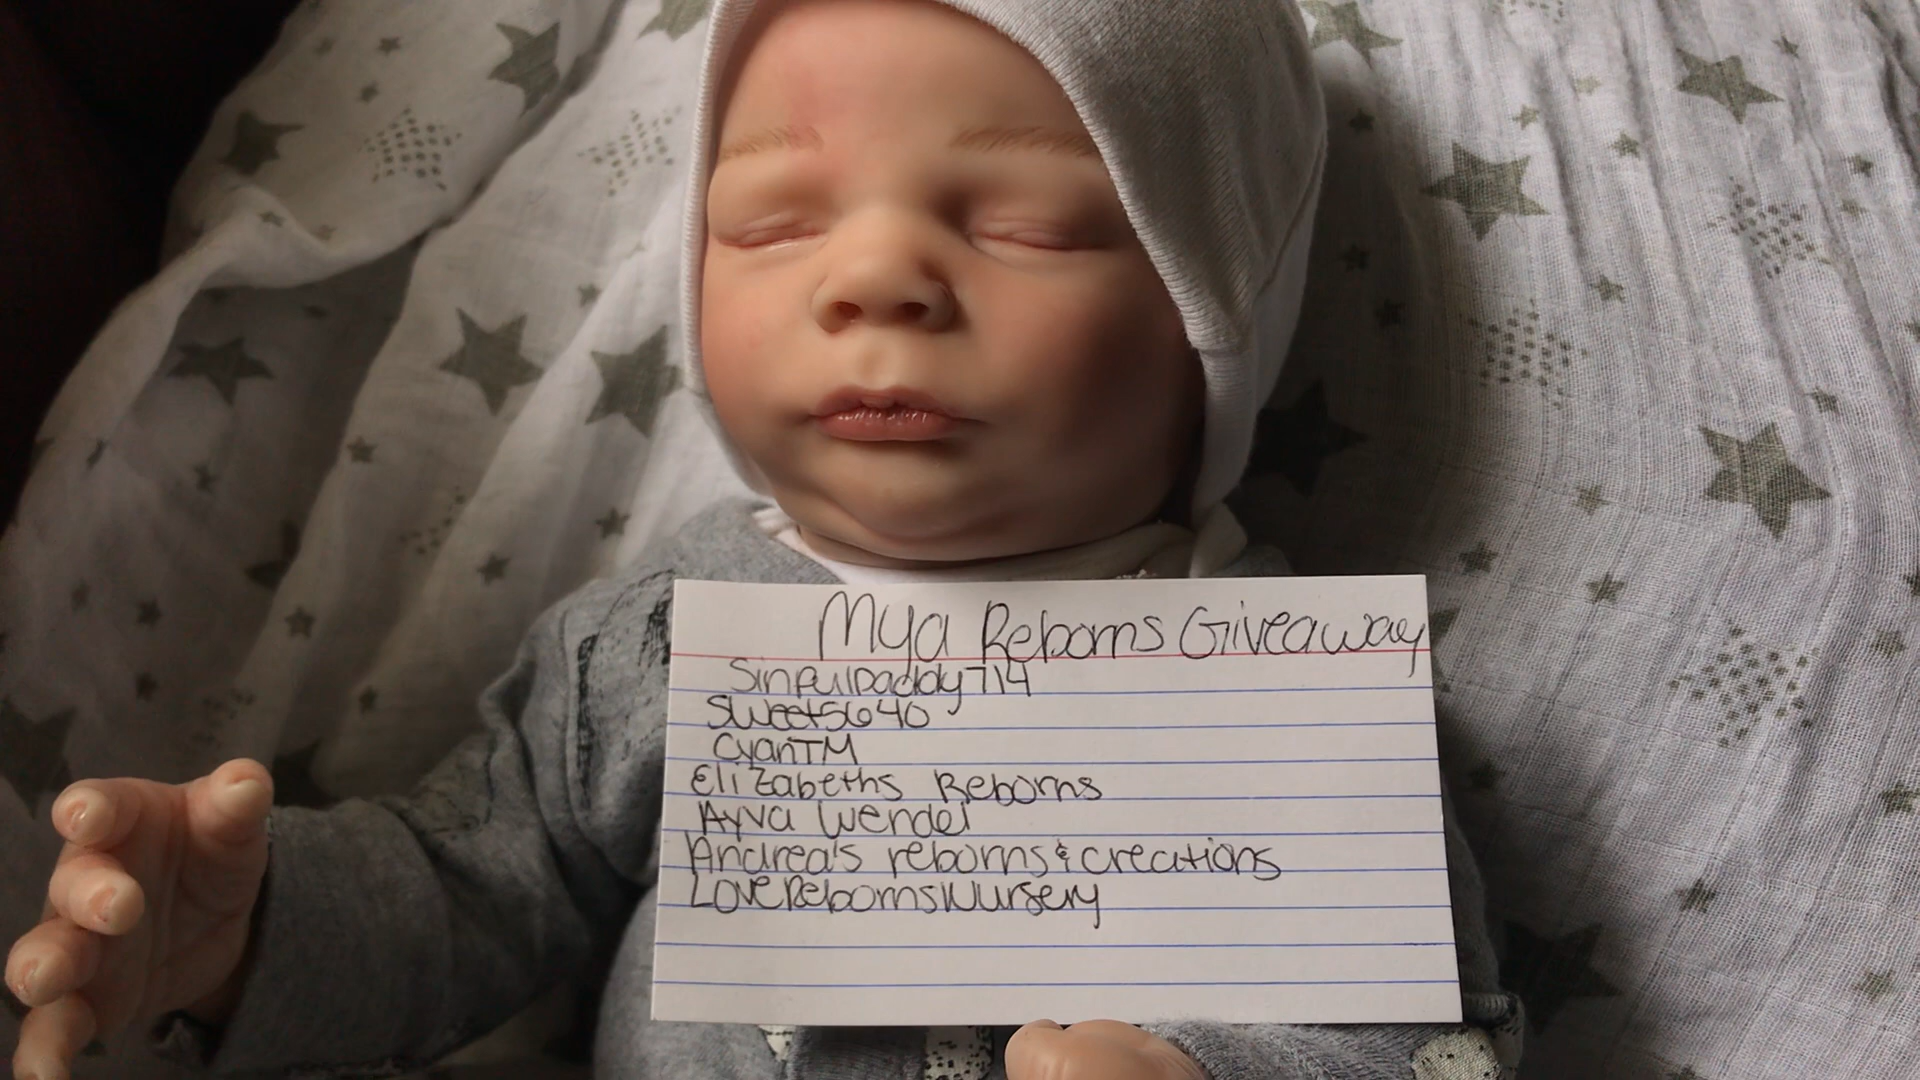 Mya Reborns Giveaway
Sinfuldaddy714
Sweet5640
CyanTM
Elizabeths Reborns
Ayva Wendel
Andrea's reborns & creations
LoveRebornsNursery